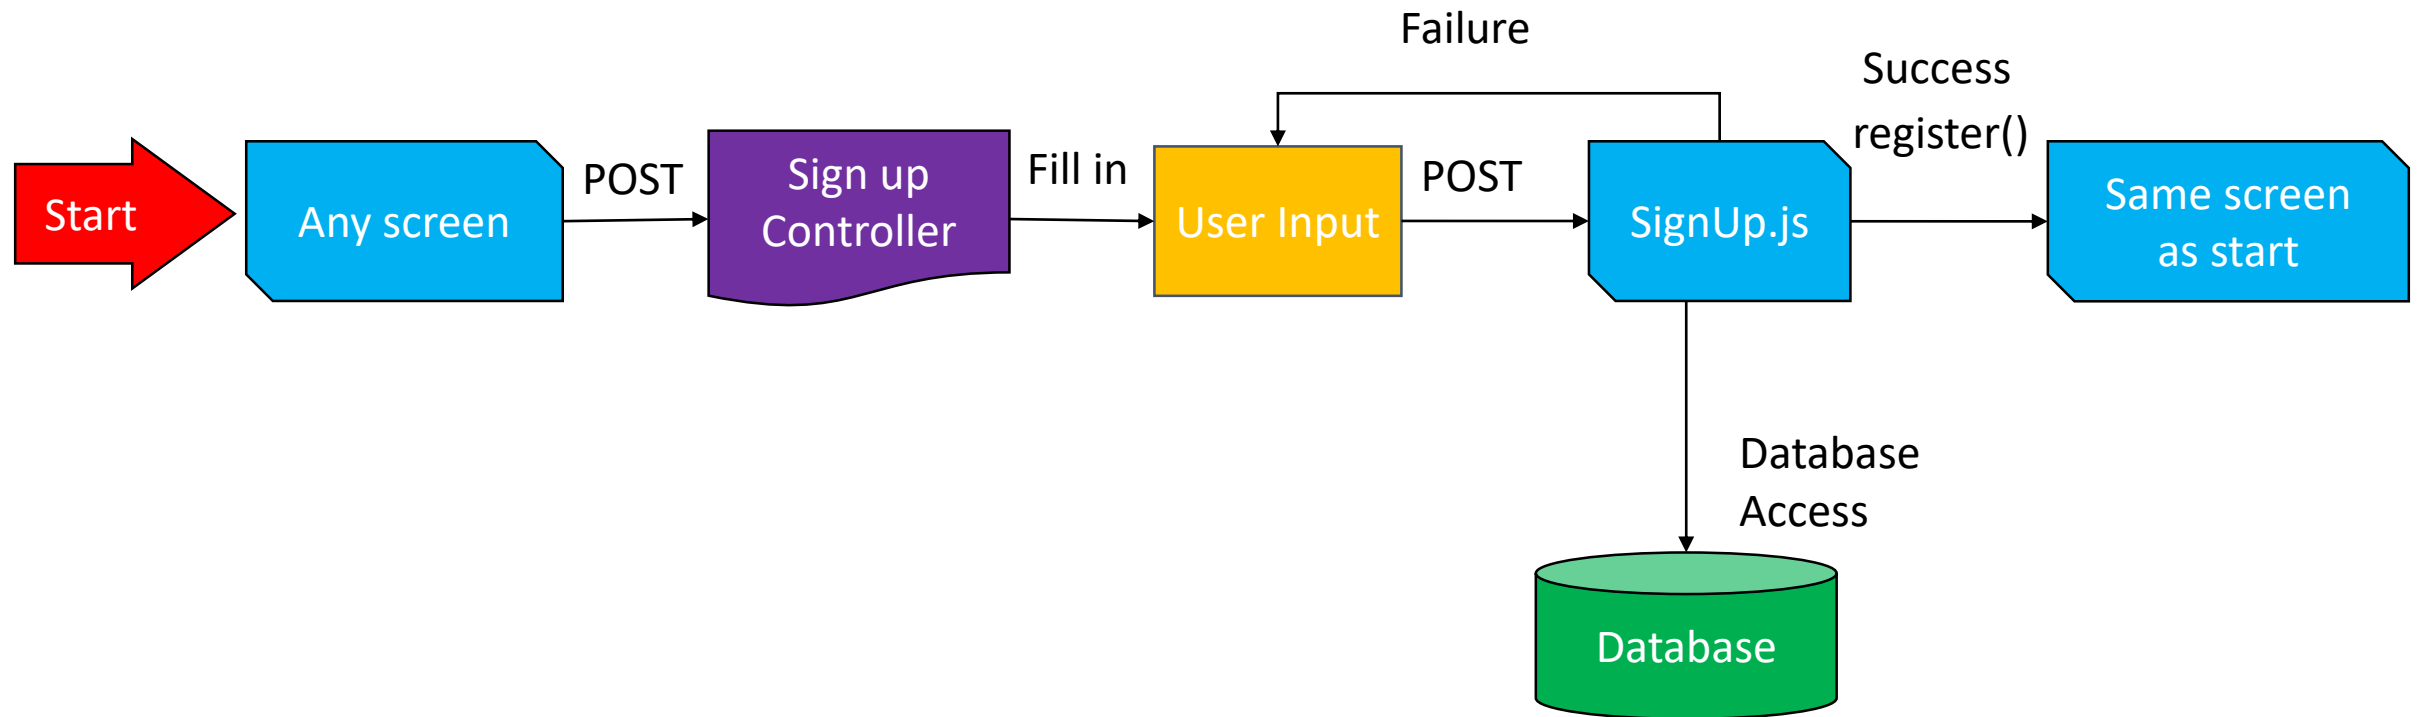 Failure
Success
register()
Start
Any screen
POST
Sign up
Controller
Fill in
User Input
POST
SignUp.js
Same screen
as start
Database
Access
Database